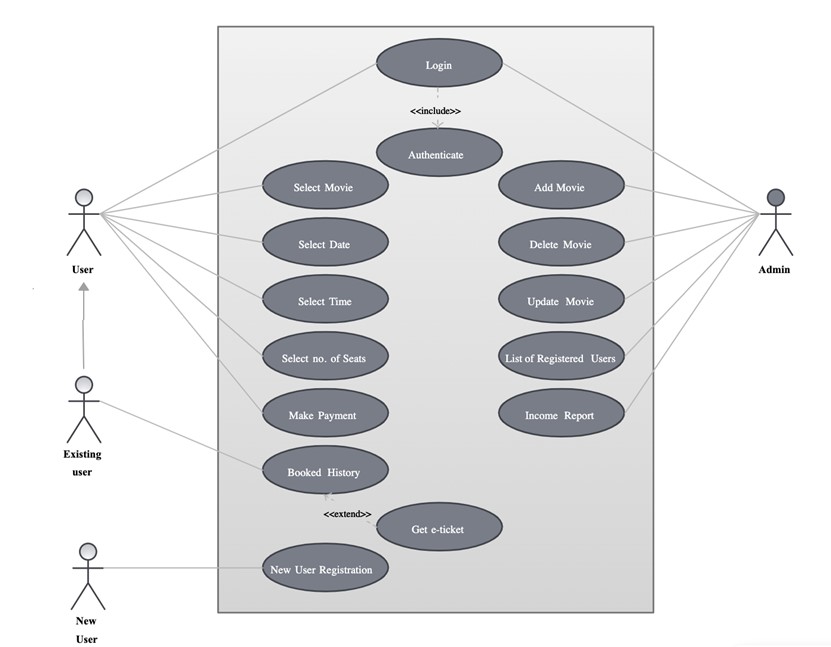 Login
<<include>>
Authenticate
Select Movie
Add Movie
Select Date
Delete Movie
User
Admin
Select Time
Update Movie
Select no. of Seats
List of Registered Users
Make Payment
Income Report
Existing
user
Booked History
<<extend>>
Get e-ticket
New User Registration
New
User